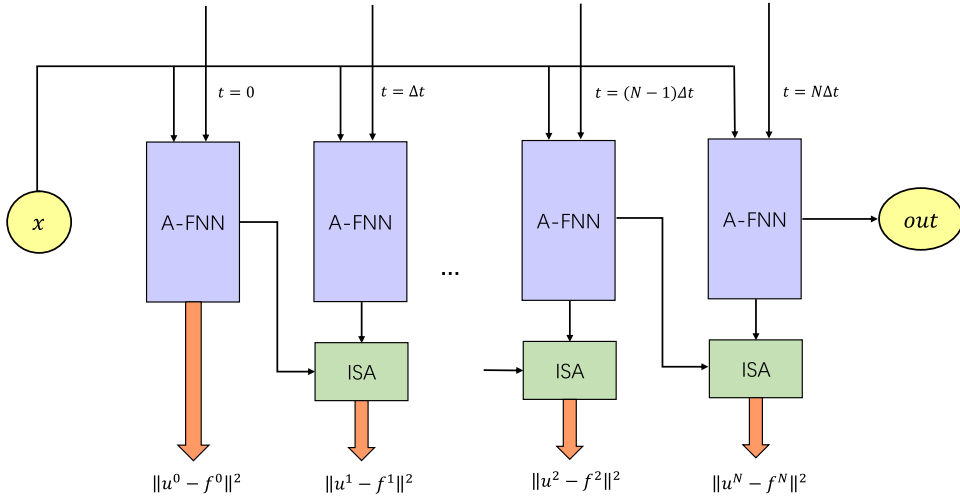 t = 0
t = Δt
t = (N − 1)Δt
t = NΔt
x
A-FNN
A-FNN
A-FNN
A-FNN
out
...
ISA
ISA
ISA
‖u⁰ − f⁰‖²
‖u¹ − f¹‖²
‖u² − f²‖²
‖uᴺ − fᴺ‖²